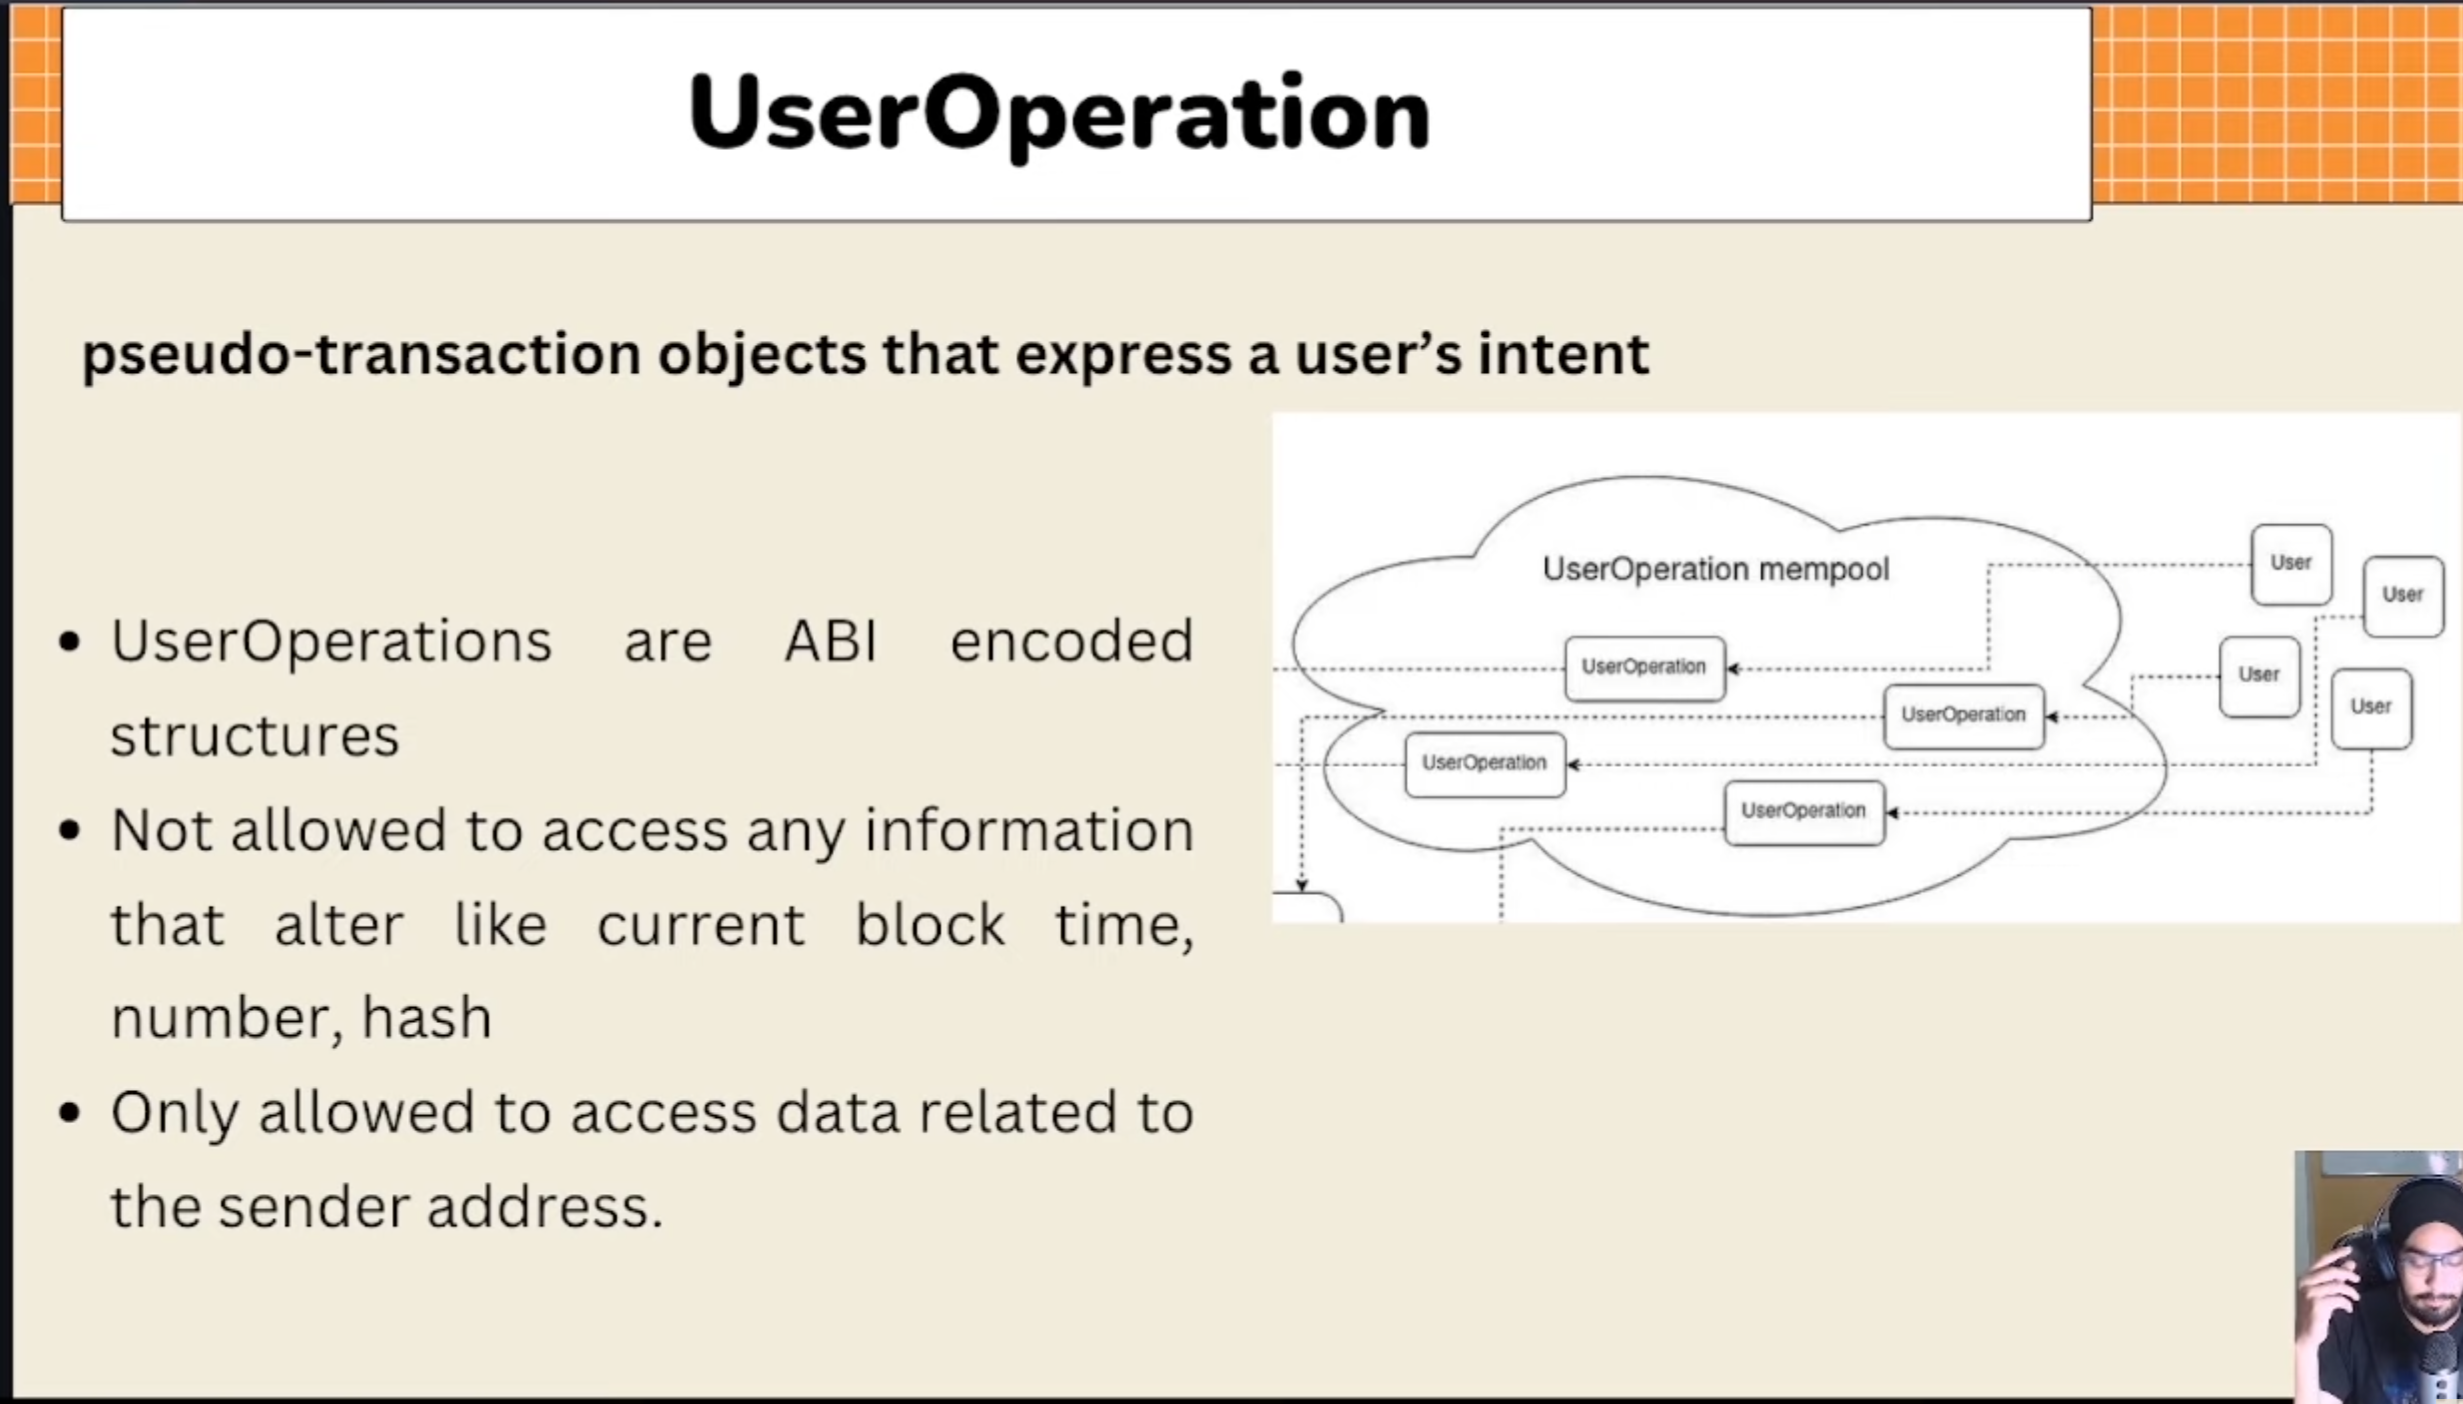 UserOperation
pseudo-transaction objects that express a user’s intent
• UserOperations are ABI encoded
structures
• Not allowed to access any information
that alter like current block time,
number, hash
• Only allowed to access data related to
the sender address.
UserOperation mempool
User
User
UserOperation
User
User
UserOperation
UserOperation
UserOperation